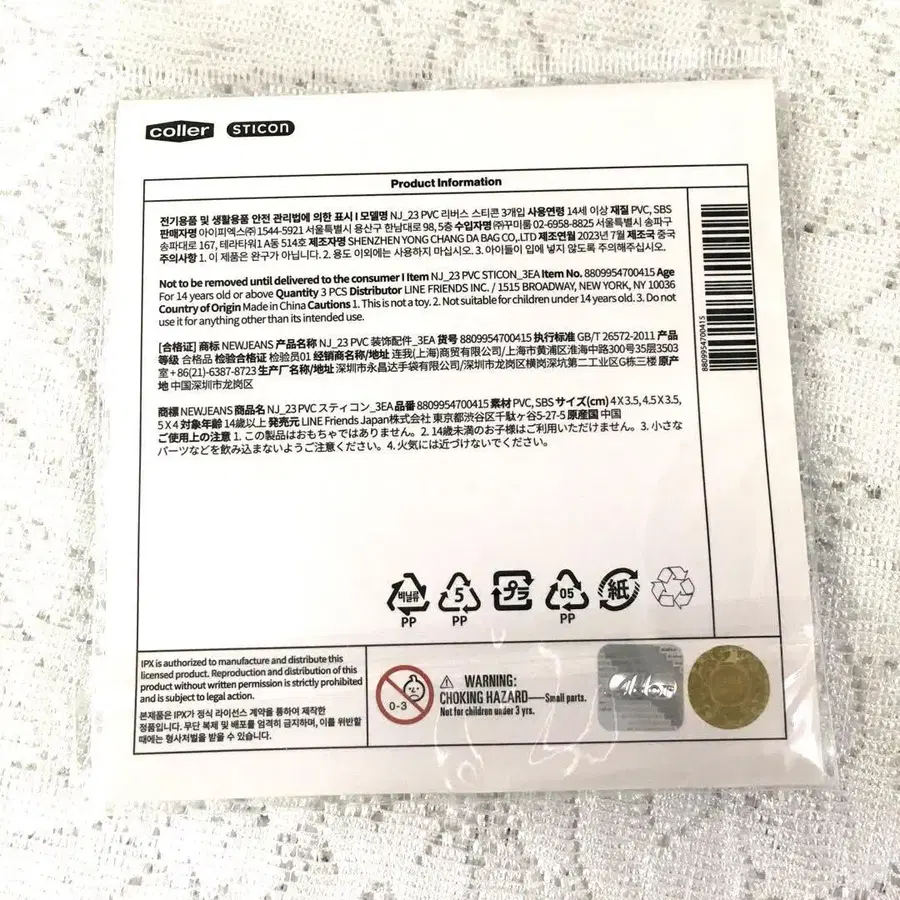 coller STICON
Product Information
전기용품 및 생활용품 안전 관리법에 의한 표시 I 모델명 NJ_23 PVC 리버스 스티콘 3개입 사용연령 14세 이상 재질 PVC, SBS
판매자명 아이피엑스㈜ 1544-5921 서울특별시 용산구 한남대로 98, 5층 수입자명 ㈜꾸미룸 02-6958-8825 서울특별시 송파구
송파대로 167, 테라타워1 A동 514호 제조자명 SHENZHEN YONG CHANG DA BAG CO,.LTD 제조연월 2023년 7월 제조국 중국
주의사항 1. 이 제품은 완구가 아닙니다. 2. 용도 이외에는 사용하지 마십시오. 3. 아이들이 입에 넣지 않도록 주의해주십시오.
Not to be removed until delivered to the consumer I Item NJ_23 PVC STICON_3EA Item No. 8809954700415 Age
For 14 years old or above Quantity 3 PCS Distributor LINE FRIENDS INC. / 1515 BROADWAY, NEW YORK, NY 10036
Country of Origin Made in China Cautions 1. This is not a toy. 2. Not suitable for children under 14 years old. 3. Do not
use it for anything other than its intended use.
[合格证] 商标 NEWJEANS 产品名称 NJ_23 PVC 装饰配件_3EA 货号 8809954700415 执行标准 GB/T 26572-2011 产品
等级 合格品 检验合格证 检验员01 经销商名称/地址 连我(上海)商贸有限公司/上海市黄浦区淮海中路300号35层3503
室 +86(21)-6387-8723 生产厂名称/地址 深圳市永昌达手袋有限公司/深圳市龙岗区横岗深坑第二工业区G栋三楼 原产
地 中国深圳市龙岗区
商標 NEWJEANS 商品名 NJ_23 PVC スティコン_3EA 品番 8809954700415 素材 PVC, SBS サイズ(cm) 4 X 3.5, 4.5 X 3.5,
5 X 4 対象年齢 14歳以上 発売元 LINE Friends Japan株式会社 東京都渋谷区千駄ヶ谷5-27-5 原産国 中国
ご使用上の注意 1. この製品はおもちゃではありません。2. 14歳未満のお子様はご利用いただけません。3. 小さな
パーツなどを飲み込まないようご注意ください。4. 火気には近づけないでください。
8809954700415
비닐류
PP
5
PP
プラ
05
PP
紙
IPX is authorized to manufacture and distribute this
licensed product. Reproduction and distribution of this
product without written permission is strictly prohibited
and is subject to legal action.
본제품은 IPX가 정식 라이선스 계약을 통하여 제작한
정품입니다. 무단 복제 및 배포를 엄격히 금지하며, 이를 위반할
때에는 형사처벌을 받을 수 있습니다.
0-3
WARNING:
CHOKING HAZARD—Small parts.
Not for children under 3 yrs.